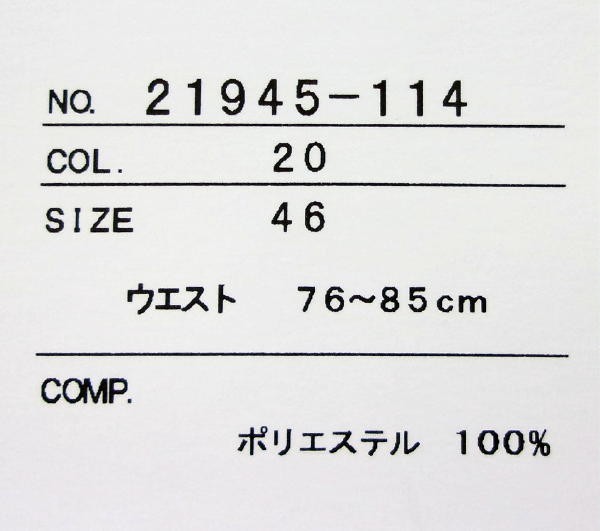 NO. 21945-114
COL. 20
SIZE 46
ウエスト 76〜85cm
COMP.
ポリエステル 100%